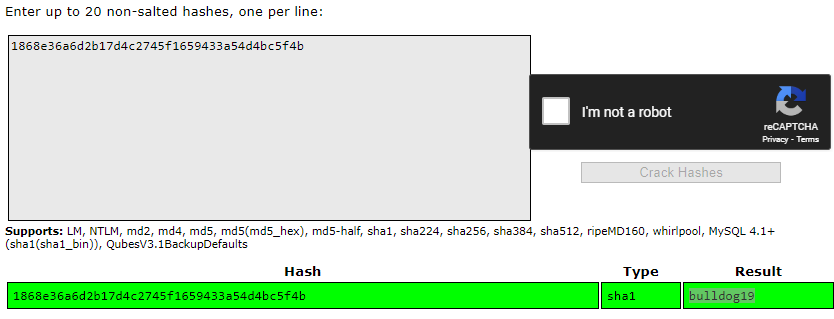 Enter up to 20 non-salted hashes, one per line:
1868e36a6d2b17d4c2745f1659433a54d4bc5f4b
I'm not a robot
reCAPTCHA
Privacy - Terms
Crack Hashes
Supports: LM, NTLM, md2, md4, md5, md5(md5_hex), md5-half, sha1, sha224, sha256, sha384, sha512, ripeMD160, whirlpool, MySQL 4.1+
(sha1(sha1_bin)), QubesV3.1BackupDefaults
Hash Type Result
1868e36a6d2b17d4c2745f1659433a54d4bc5f4b sha1 bulldog19